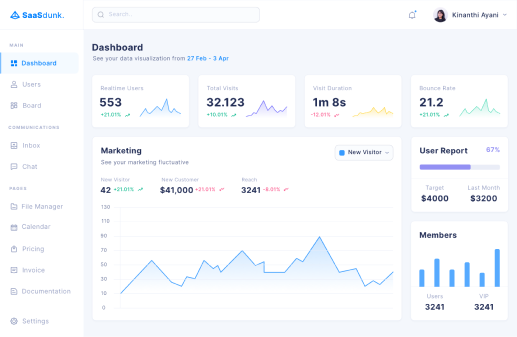 SaaSdunk.
Search...
Kinanthi Ayani
MAIN
Dashboard
Users
Board
COMMUNICATIONS
Inbox
Chat
PAGES
File Manager
Calendar
Pricing
Invoice
Documentation
Settings
Dashboard
See your data visualization from 27 Feb - 3 Apr
Realtime Users
553
+21.01%
Total Visits
32.123
+10.01%
Visit Duration
1m 8s
-12.01%
Bounce Rate
21.2
+21.01%
Marketing
See your marketing fluctuative
New Visitor
New Visitor
42 +21.01%
New Customer
$41,000 +21.01%
Reach
3241 -8.01%
150
110
90
70
50
30
10
0
User Report 67%
Target
$4000
Last Month
$3200
Members
Users
3241
VIP
3241